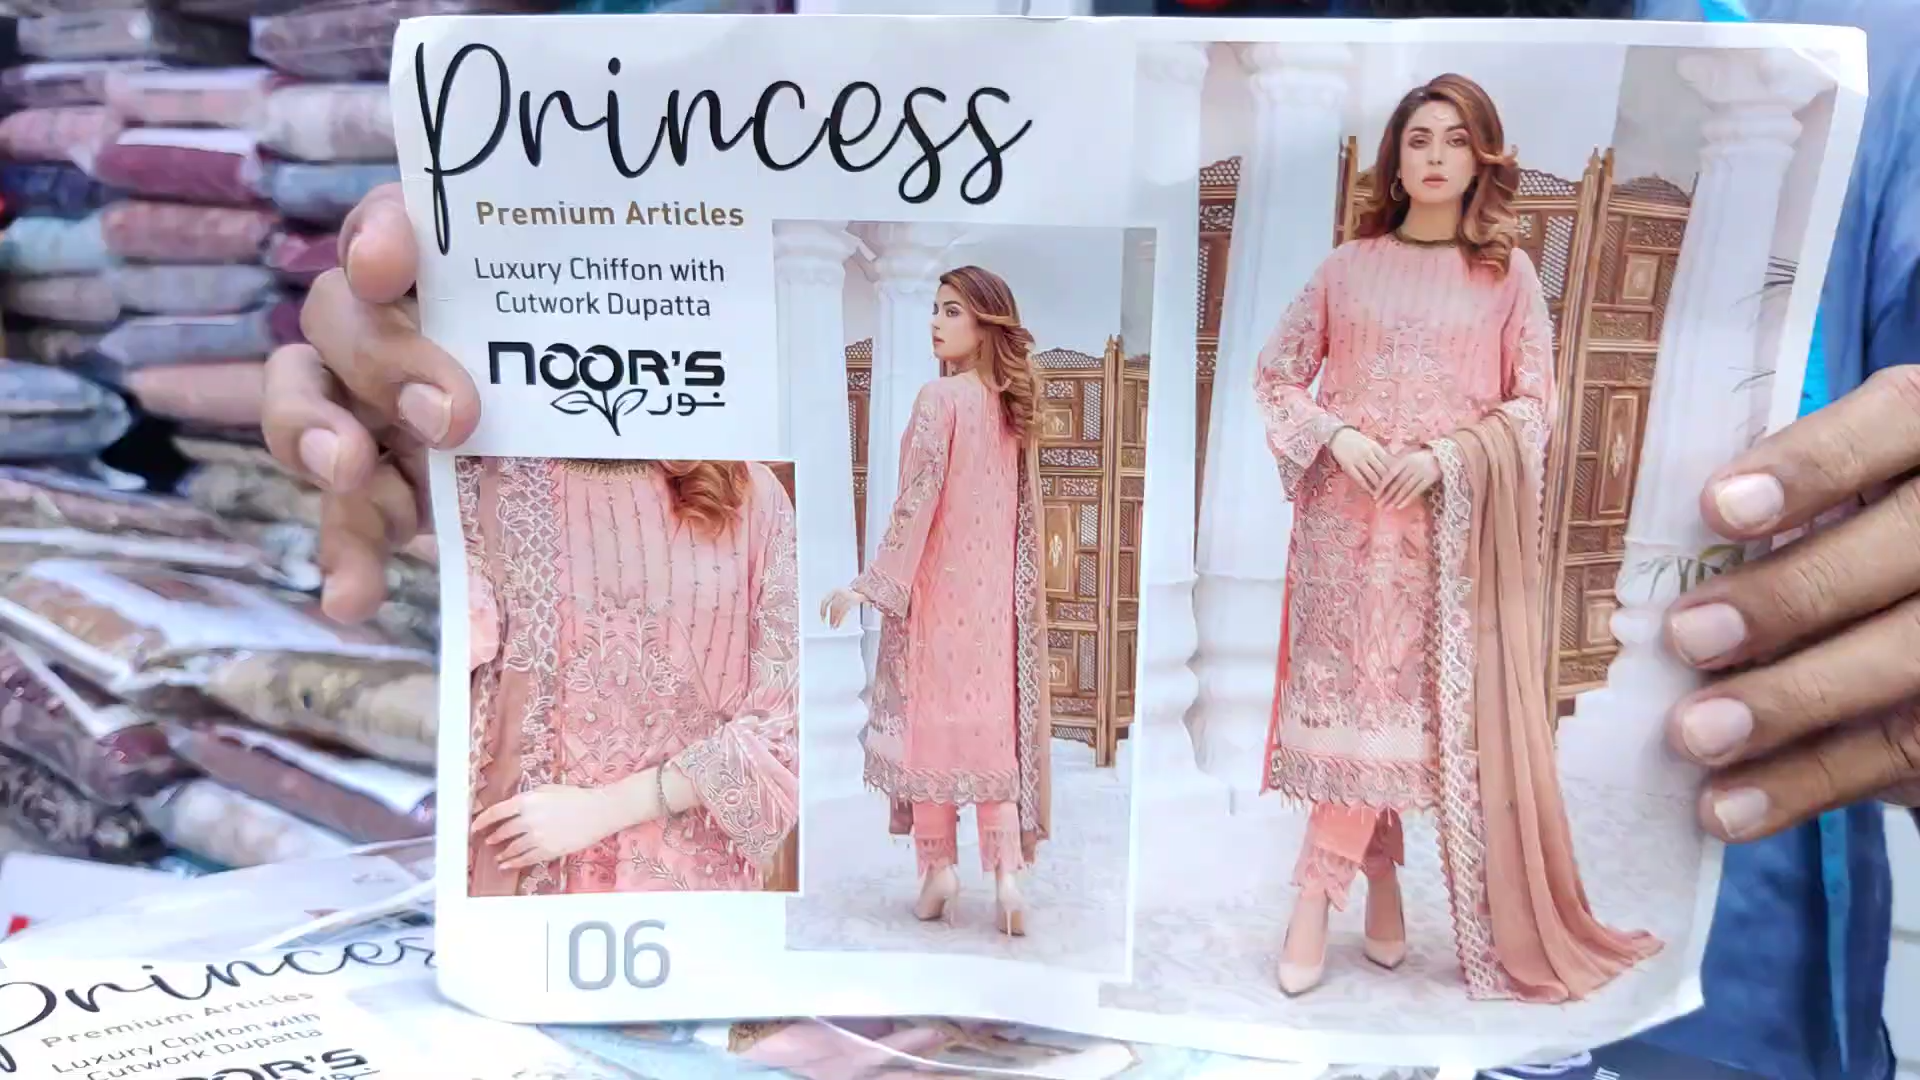 Princess
Premium Articles
Luxury Chiffon with
Cutwork Dupatta
NOOR'S
نور
06
Princes
Premium Articles
Luxury Chiffon with
Cutwork Dupatta
OOR'S